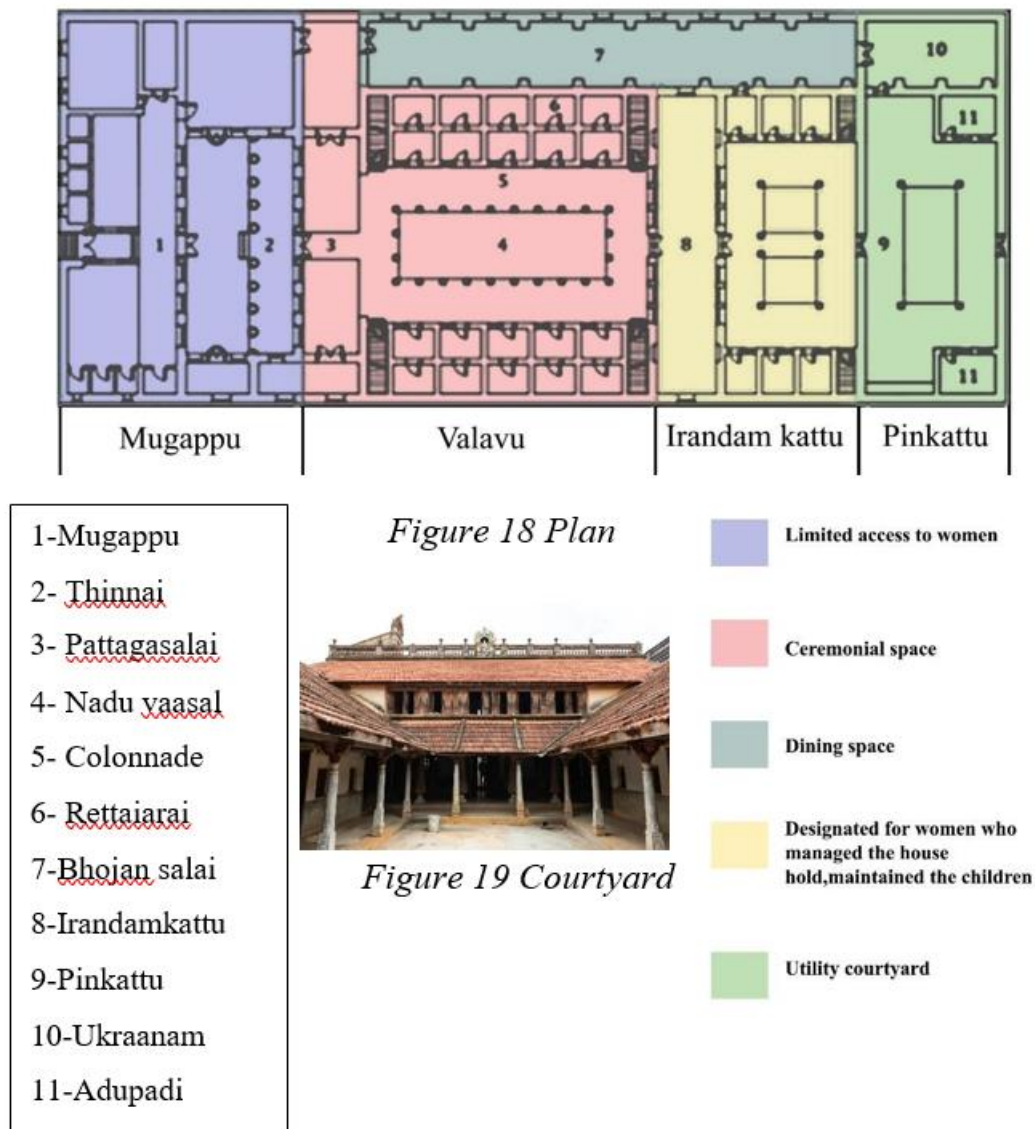 10
7
6
11
5
1
2
3
4
8
9
11
Mugappu
Valavu
Irandam kattu
Pinkattu
1-Mugappu
2- Thinnai
3- Pattagasalai
4- Nadu vaasal
5- Colonnade
6- Rettaiarai
7-Bhojan salai
8-Irandamkattu
9-Pinkattu
10-Ukraanam
11-Adupadi
Figure 18 Plan
Figure 19 Courtyard
Limited access to women
Ceremonial space
Dining space
Designated for women who
managed the house
hold,maintained the children
Utility courtyard